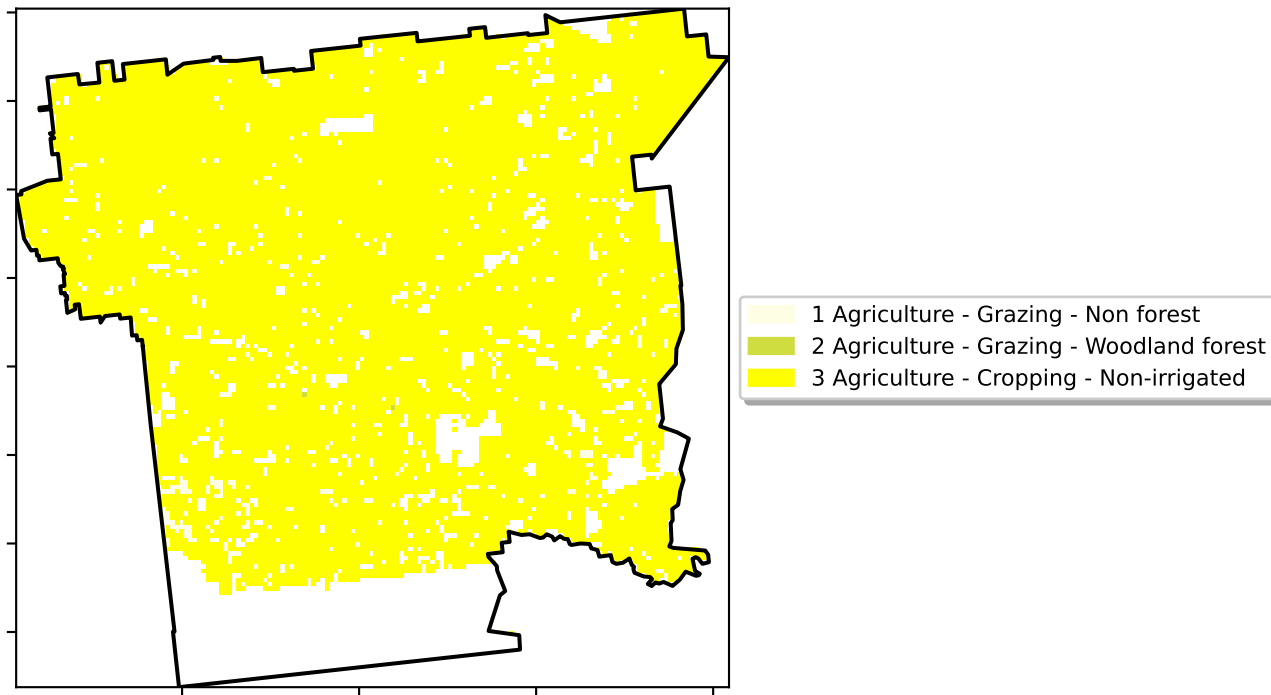 1 Agriculture - Grazing - Non forest
2 Agriculture - Grazing - Woodland forest
3 Agriculture - Cropping - Non-irrigated